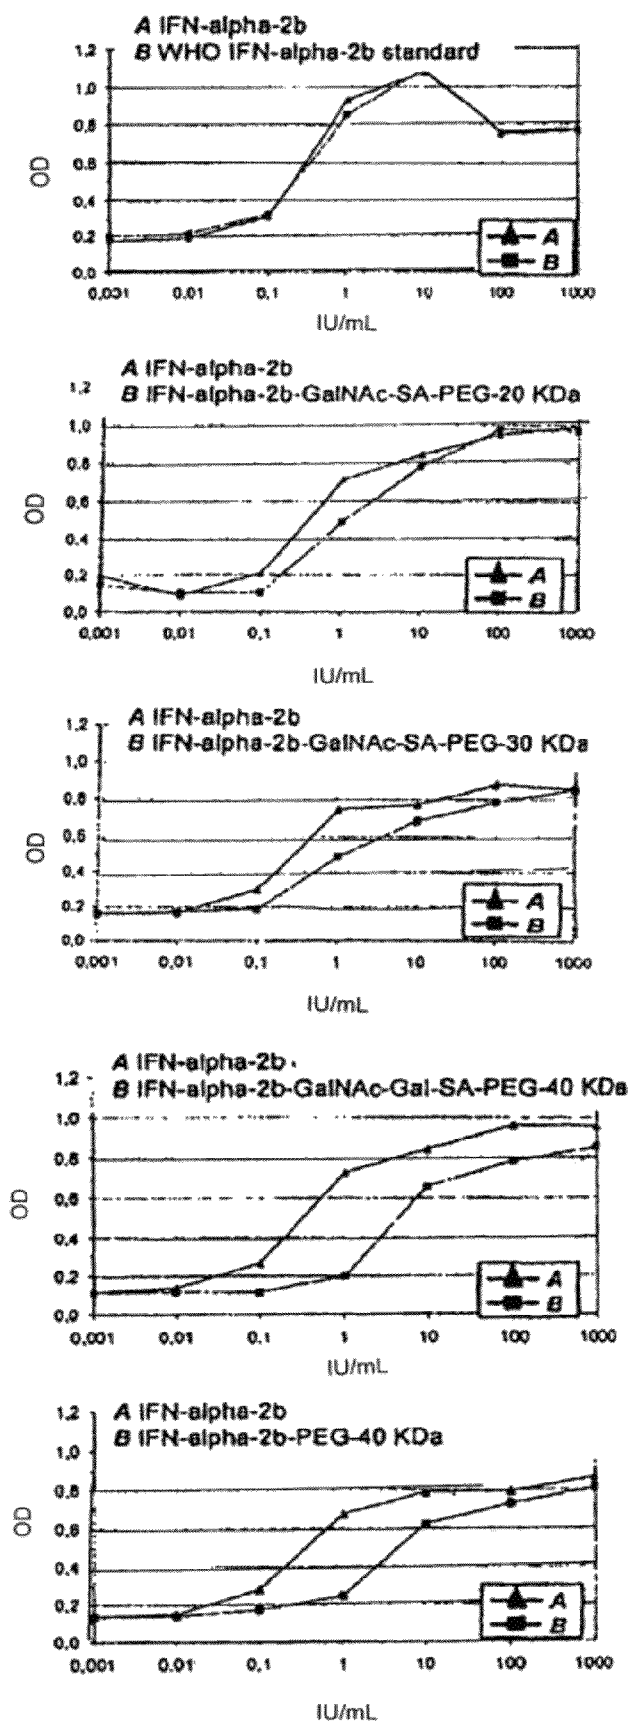 A IFN-alpha-2b
B WHO IFN-alpha-2b standard
1,2
1,0
0,8
0,8
0,4
0,2
0,0
OD
A
B
0,001 0,01 0,1 1 10 100 1000
IU/mL
A IFN-alpha-2b
B IFN-alpha-2b-GalNAc-SA-PEG-20 KDa
1,2
1,0
0,8
0,6
0,4
0,2
0,0
OD
A
B
0,001 0,01 0,1 1 10 100 1000
IU/mL
A IFN-alpha-2b
B IFN-alpha-2b-GalNAc-SA-PEG-30 KDa
1,2
1,0
0,8
0,6
0,4
0,2
0,0
OD
A
B
0,001 0,01 0,1 1 10 100 1000
IU/mL
A IFN-alpha-2b
B IFN-alpha-2b-GalNAc-Gal-SA-PEG-40 KDa
1,2
1,0
0,8
0,6
0,4
0,2
0,0
OD
A
B
0,001 0,01 0,1 1 10 100 1000
IU/mL
A IFN-alpha-2b
B IFN-alpha-2b-PEG-40 KDa
1,2
1,0
0,8
0,6
0,4
0,2
0,0
OD
A
B
0,001 0,01 0,1 1 10 100 1000
IU/mL